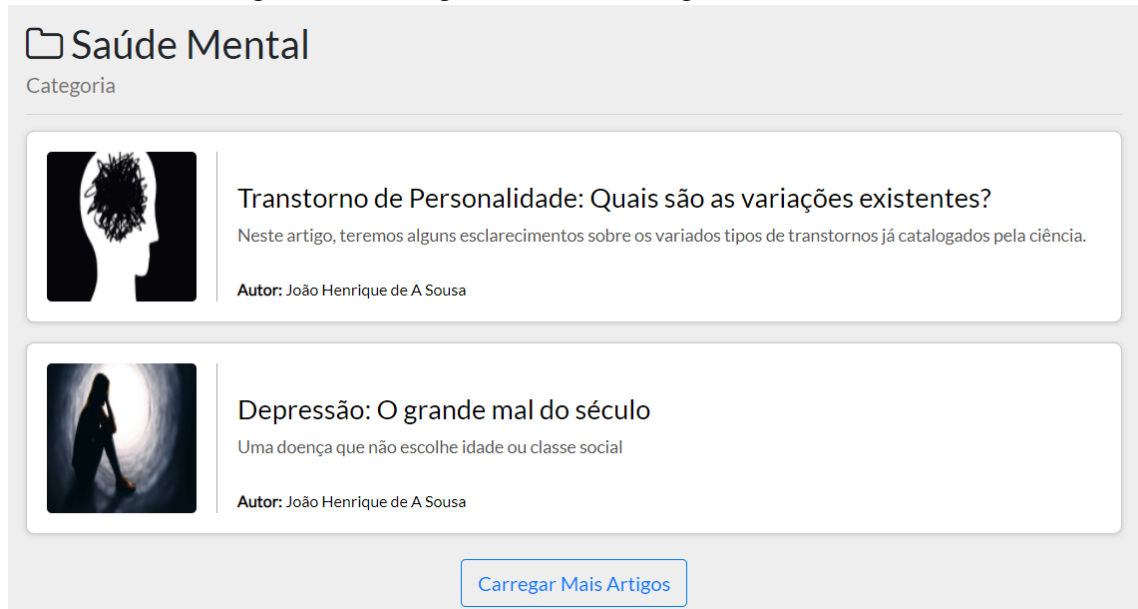 Saúde Mental
Categoria
Transtorno de Personalidade: Quais são as variações existentes?
Neste artigo, teremos alguns esclarecimentos sobre os variados tipos de transtornos já catalogados pela ciência.
Autor: João Henrique de A Sousa
Depressão: O grande mal do século
Uma doença que não escolhe idade ou classe social
Autor: João Henrique de A Sousa
Carregar Mais Artigos